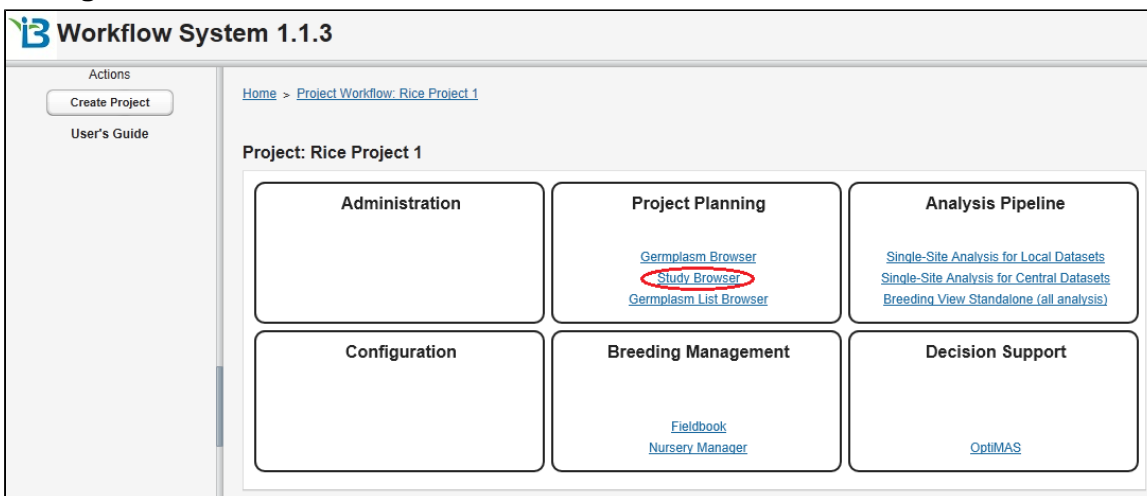 iB Workflow System 1.1.3
Actions
Create Project
User's Guide
Home > Project Workflow: Rice Project 1
Project: Rice Project 1
Administration
Project Planning
Germplasm Browser
Study Browser
Germplasm List Browser
Analysis Pipeline
Single-Site Analysis for Local Datasets
Single-Site Analysis for Central Datasets
Breeding View Standalone (all analysis)
Configuration
Breeding Management
Fieldbook
Nursery Manager
Decision Support
OptiMAS